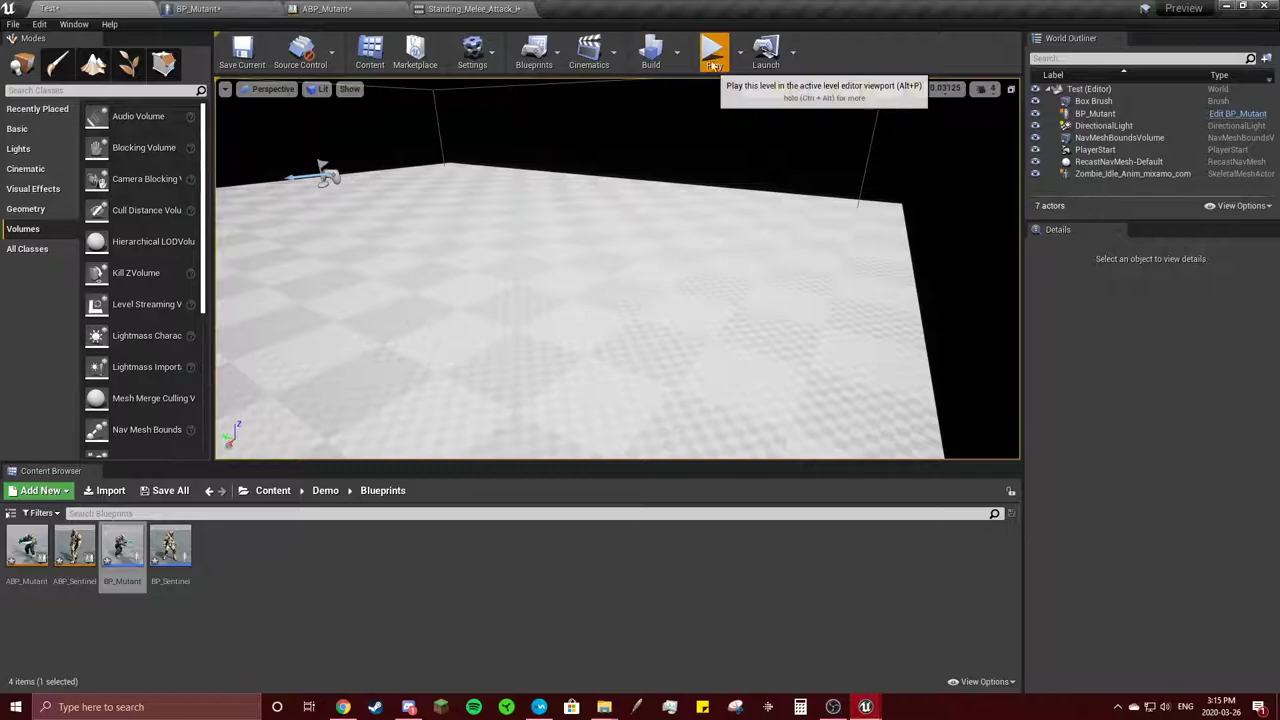 Test*
BP_Mutant*
ABP_Mutant*
Standing_Melee_Attack_H
Preview
File
Edit
Window
Help
Modes
Search Classes
Recently Placed
Basic
Lights
Cinematic
Visual Effects
Geometry
Volumes
All Classes
Audio Volume
Blocking Volume
Camera Blocking V
Cull Distance Volu
Hierarchical LODVolu
Kill ZVolume
Level Streaming V
Lightmass Charac
Lightmass Import
Mesh Merge Culling V
Nav Mesh Bounds
Save Current
Source Control
Content
Marketplace
Settings
Blueprints
Cinematics
Build
Play
Launch
Play this level in the active level editor viewport (Alt+P)
hold (Ctrl + Alt) for more
Perspective
Lit
Show
0.03125
4
Z
World Outliner
Search...
Label
Type
Test (Editor)
World
Box Brush
Brush
BP_Mutant
Edit BP_Mutant
DirectionalLight
DirectionalLight
NavMeshBoundsVolume
NavMeshBoundsV
PlayerStart
PlayerStart
RecastNavMesh-Default
RecastNavMesh
Zombie_Idle_Anim_mixamo_com
SkeletalMeshActor
7 actors
View Options
Details
Select an object to view details.
Content Browser
Add New
Import
Save All
Content
Demo
Blueprints
Filters
Search Blueprints
ABP_Mutant
ABP_Sentinel
BP_Mutant
BP_Sentinel
4 items (1 selected)
View Options
Type here to search
3:15 PM
2020-03-26